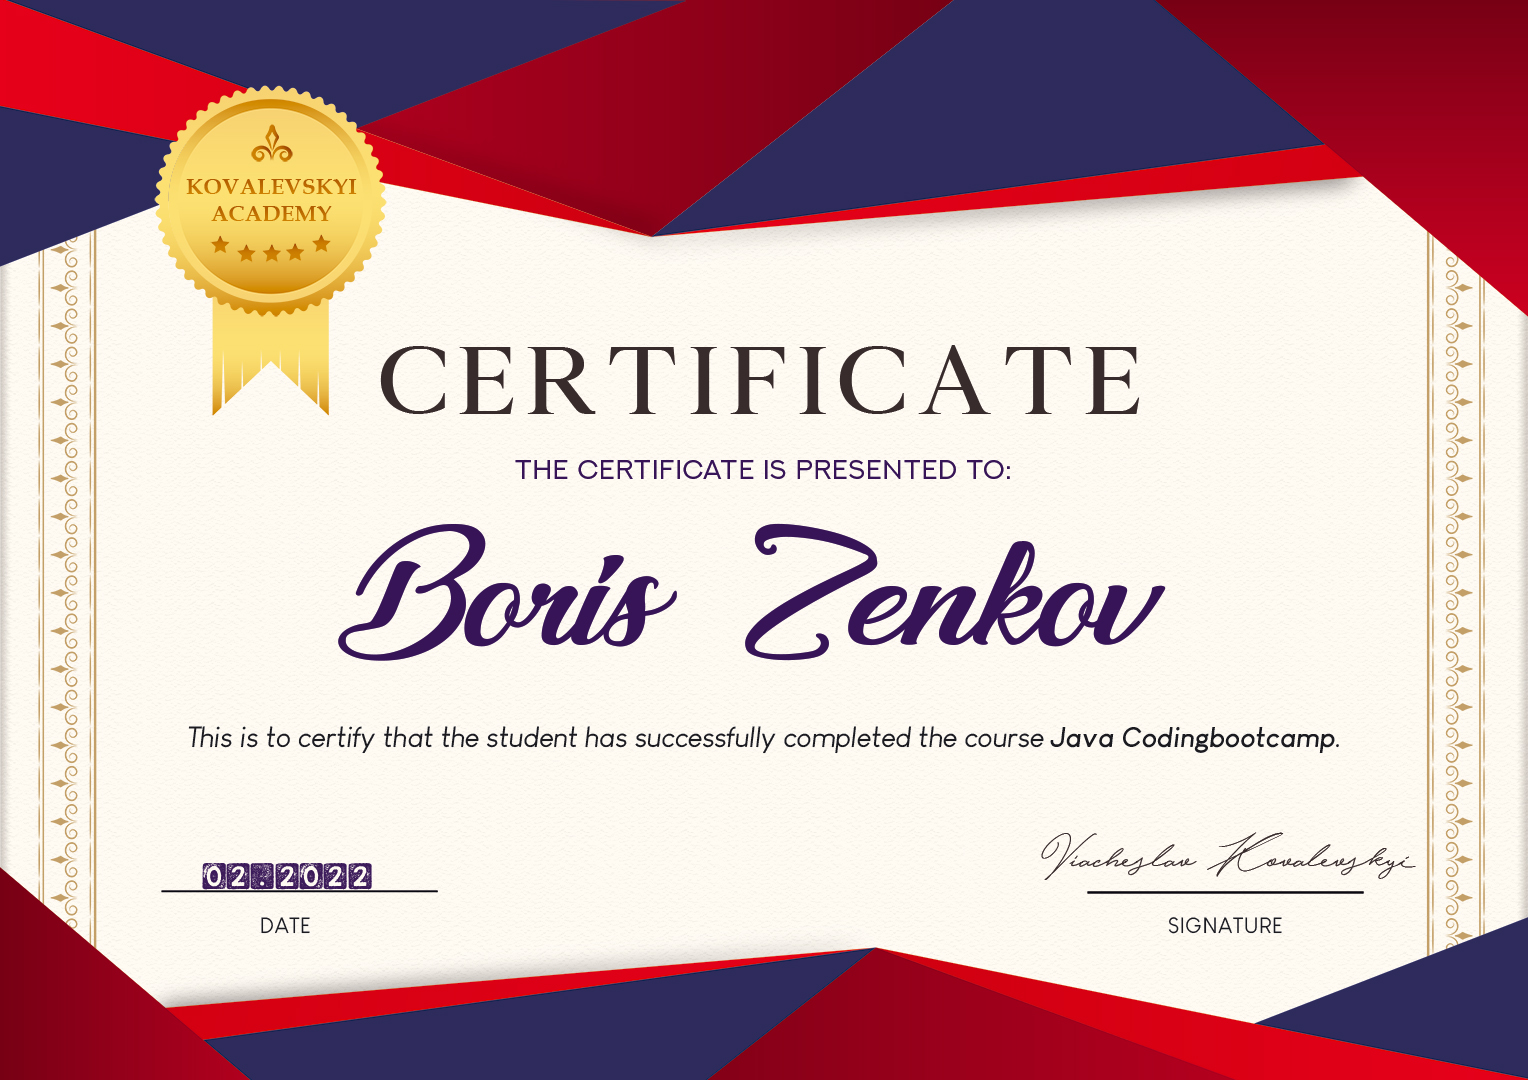 KOVALEVSKYI
ACADEMY
CERTIFICATE
THE CERTIFICATE IS PRESENTED TO:
Boris Zenkov
This is to certify that the student has successfully completed the course Java Codingbootcamp.
02.2022
DATE
Viacheslav Kovalevskyi
SIGNATURE